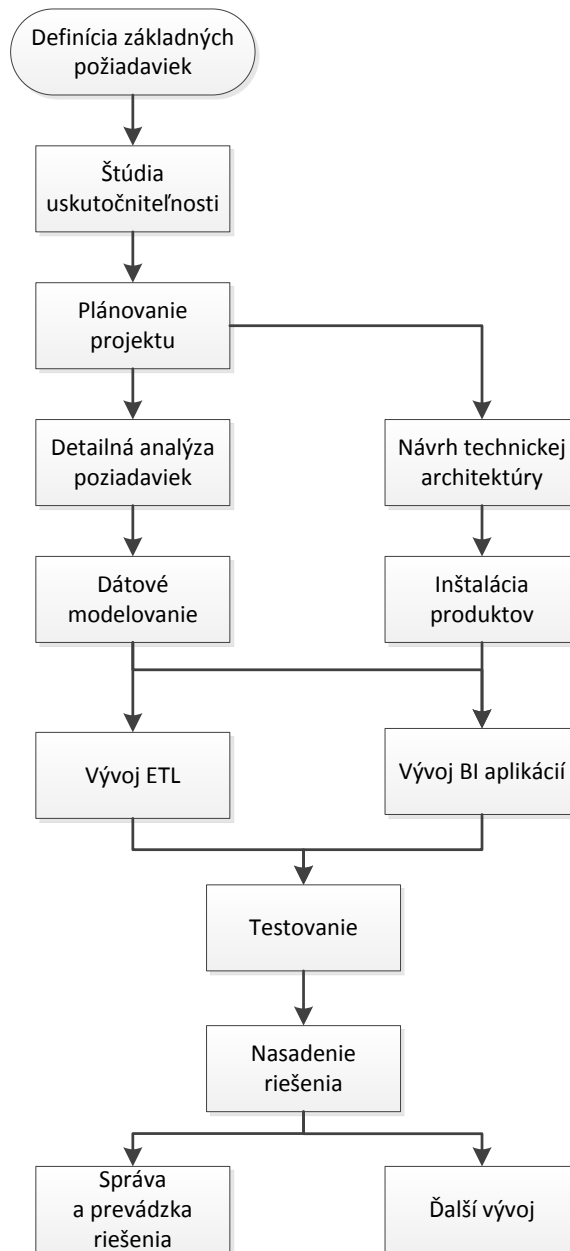 Definícia základných
požiadaviek
Štúdia
uskutočniteľnosti
Plánovanie
projektu
Detailná analýza
poziadaviek
Návrh technickej
architektúry
Dátové
modelovanie
Inštalácia
produktov
Vývoj ETL
Vývoj BI aplikácií
Testovanie
Nasadenie
riešenia
Správa
a prevádzka
riešenia
Ďalší vývoj